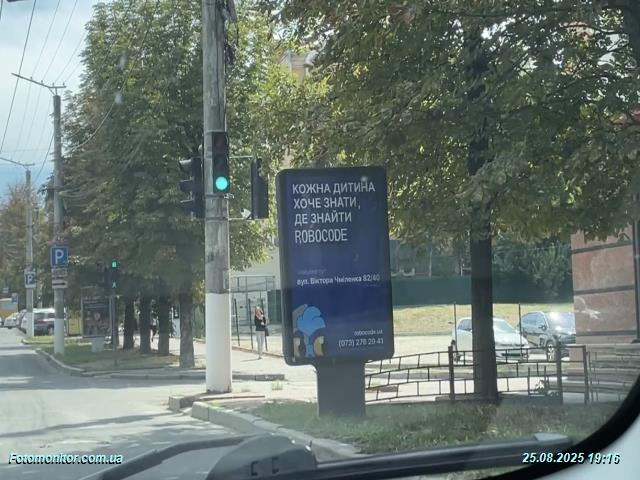 КОЖНА ДИТИНА
ХОЧЕ ЗНАТИ,
ДЕ ЗНАЙТИ
ROBOCODE
вул. Віктора Чміленка 82/40
robocode.ua
(073) 276 29 41
P
P
Fotomonitor.com.ua
25.08.2025 19:16